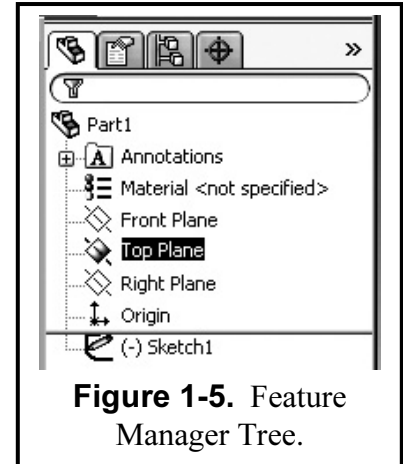 »
Part1
A Annotations
Material <not specified>
Front Plane
Top Plane
Right Plane
Origin
(-) Sketch1
Figure 1-5. Feature
Manager Tree.